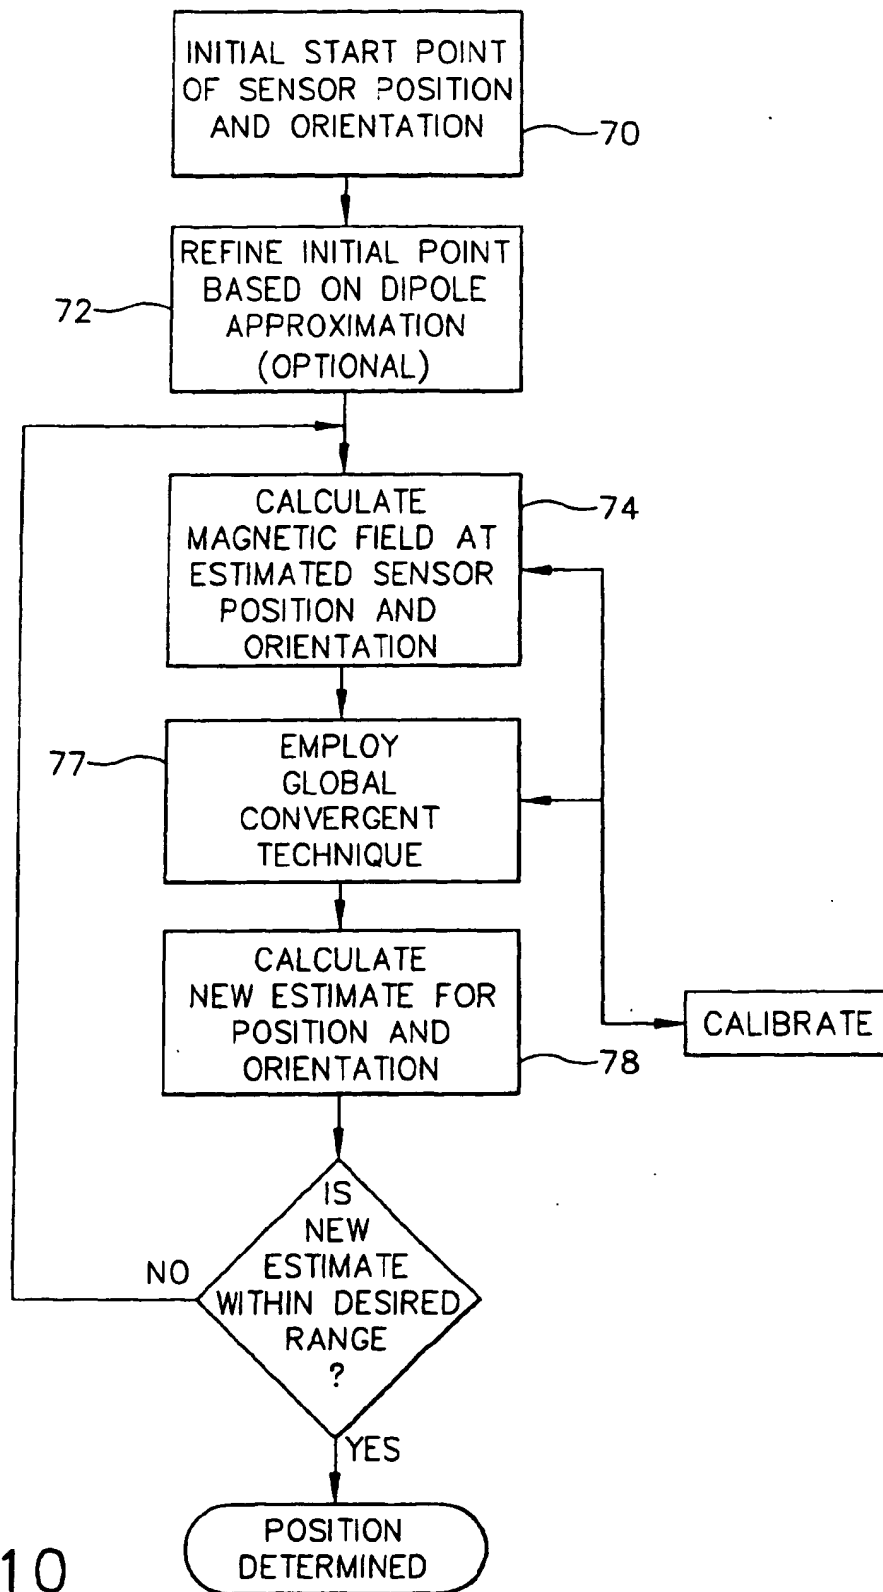 INITIAL START POINT
OF SENSOR POSITION
AND ORIENTATION
70
REFINE INITIAL POINT
BASED ON DIPOLE
APPROXIMATION
(OPTIONAL)
72
CALCULATE
MAGNETIC FIELD AT
ESTIMATED SENSOR
POSITION AND
ORIENTATION
74
EMPLOY
GLOBAL
CONVERGENT
TECHNIQUE
77
CALCULATE
NEW ESTIMATE FOR
POSITION AND
ORIENTATION
78
CALIBRATE
IS
NEW
ESTIMATE
WITHIN DESIRED
RANGE
?
NO
YES
POSITION
DETERMINED
10